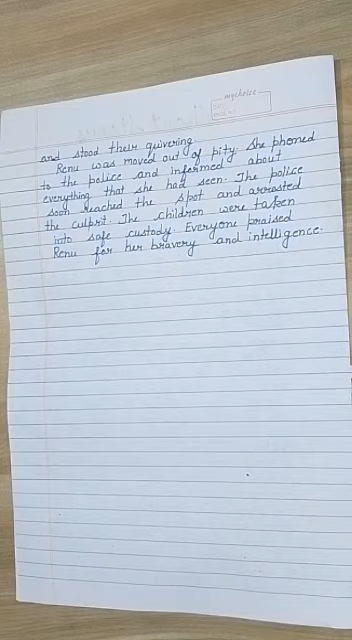 mychoice
and stood their quivering
Renu was moved out of pity. She phoned
to the police and informed about
everything that she had seen. The police
soon reached the spot and arrested
the culprit. The children were taken
into safe custody. Everyone praised
Renu for her bravery and intelligence.